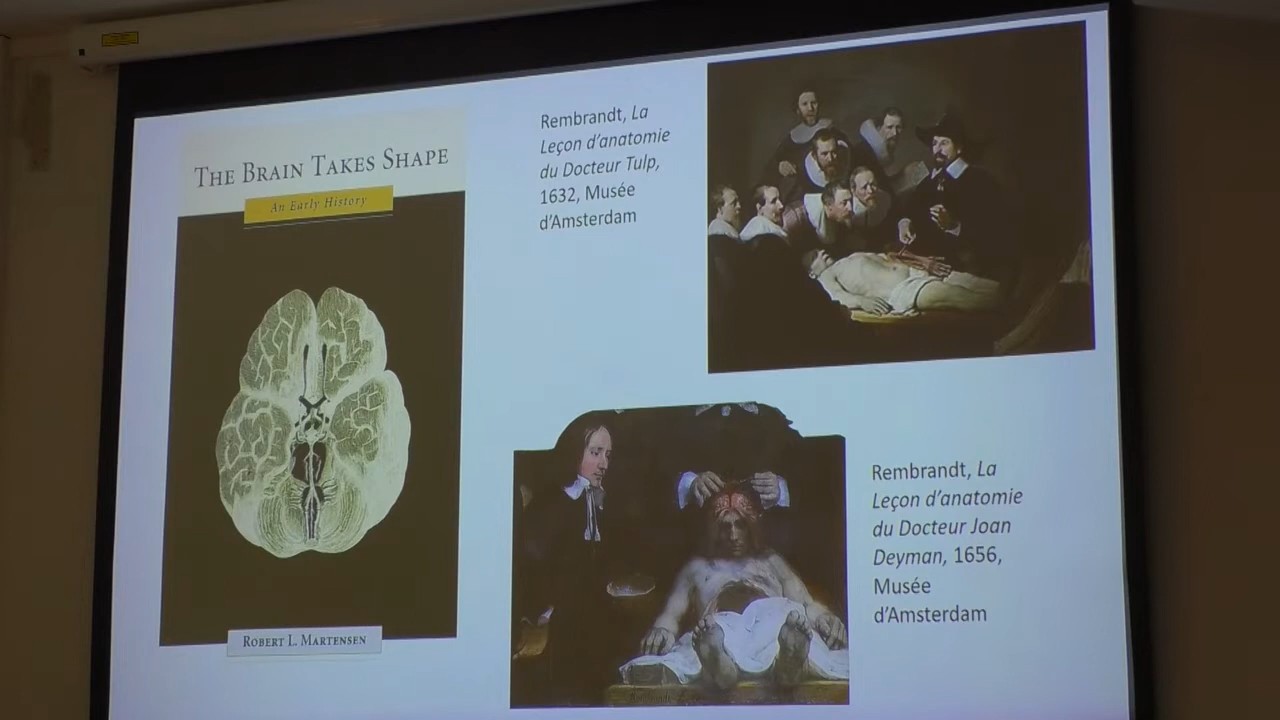 THE BRAIN TAKES SHAPE
An Early History
ROBERT L. MARTENSEN
Rembrandt, La
Leçon d'anatomie
du Docteur Tulp,
1632, Musée
d'Amsterdam
Rembrandt, La
Leçon d'anatomie
du Docteur Joan
Deyman, 1656,
Musée
d'Amsterdam